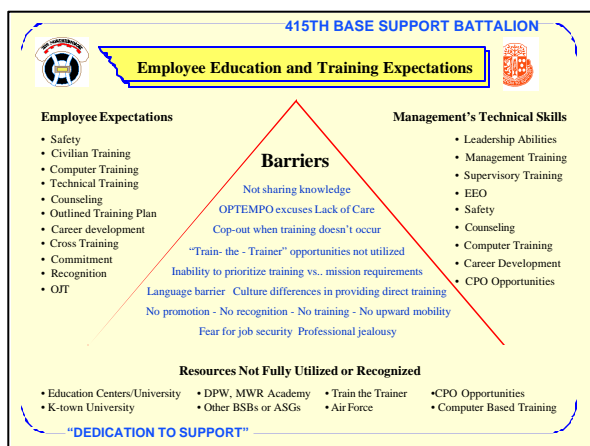 415TH BASE SUPPORT BATTALION
Employee Education and Training Expectations
Employee Expectations
• Safety
• Civilian Training
• Computer Training
• Technical Training
• Counseling
• Outlined Training Plan
• Career development
• Cross Training
• Commitment
• Recognition
• OJT
Barriers
Not sharing knowledge
OPTEMPO excuses Lack of Care
Cop-out when training doesn't occur
“Train- the - Trainer” opportunities not utilized
Inability to prioritize training vs.. mission requirements
Language barrier Culture differences in providing direct training
No promotion - No recognition - No training - No upward mobility
Fear for job security Professional jealousy
Management's Technical Skills
• Leadership Abilities
• Management Training
• Supervisory Training
• EEO
• Safety
• Counseling
• Computer Training
• Career Development
• CPO Opportunities
Resources Not Fully Utilized or Recognized
• Education Centers/University
• K-town University
• DPW, MWR Academy
• Other BSBs or ASGs
• Train the Trainer
• Air Force
•CPO Opportunities
• Computer Based Training
“DEDICATION TO SUPPORT”